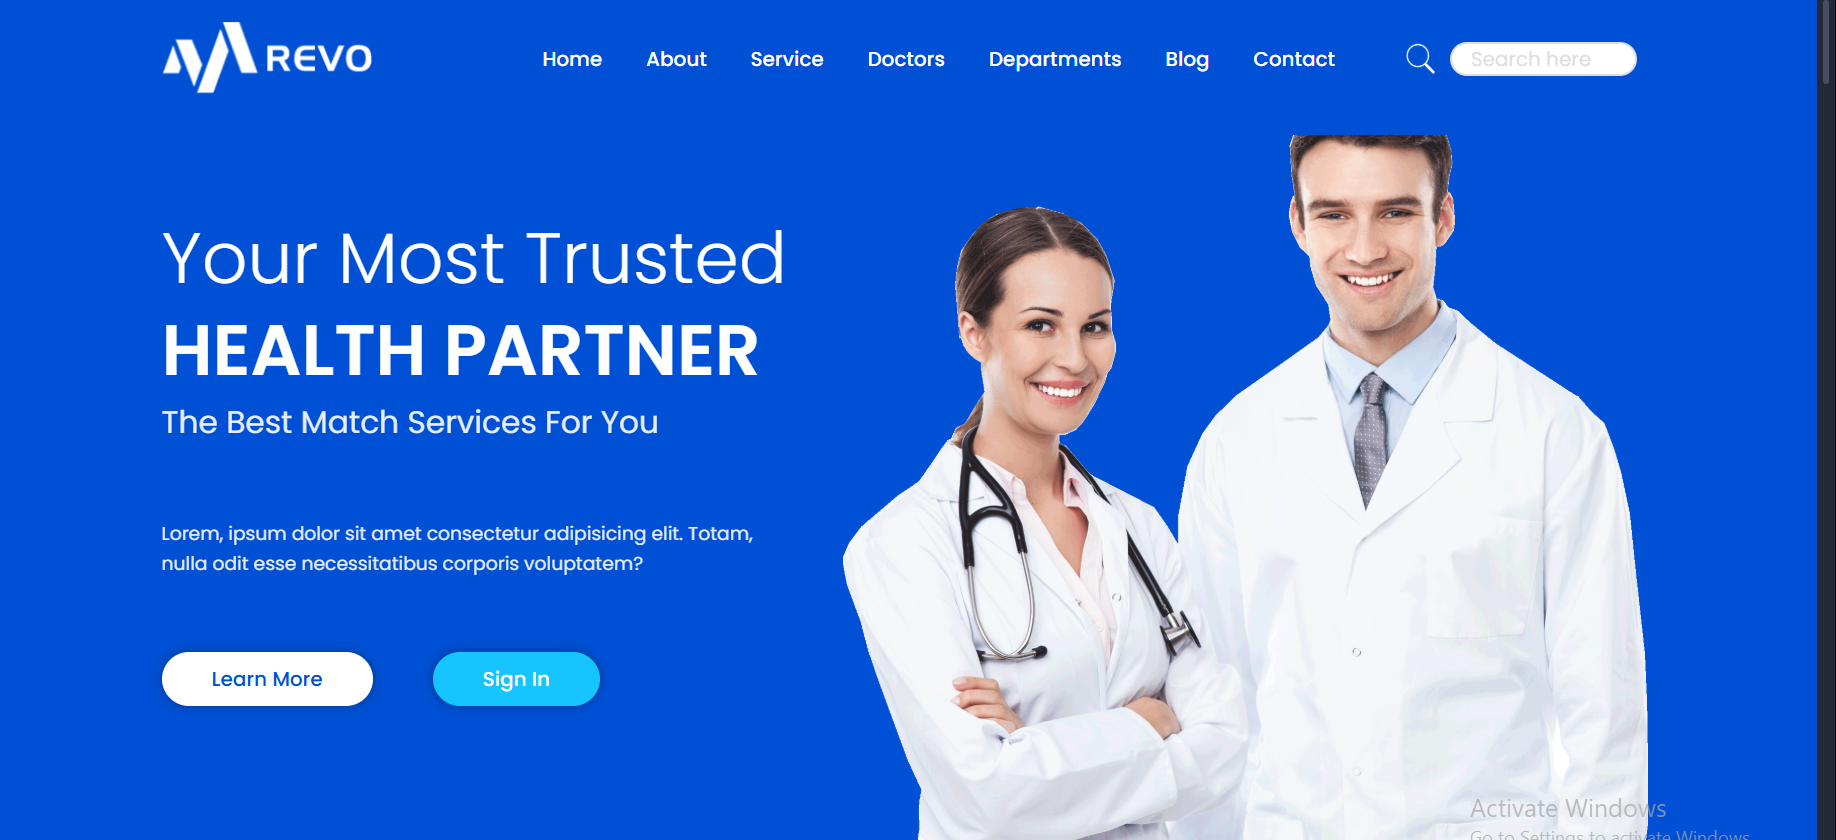 REVO
Home About Service Doctors Departments Blog Contact
Search here
Your Most Trusted
HEALTH PARTNER
The Best Match Services For You
Lorem, ipsum dolor sit amet consectetur adipisicing elit. Totam,
nulla odit esse necessitatibus corporis voluptatem?
Learn More Sign In
Activate Windows
Go to Settings to activate Windows.